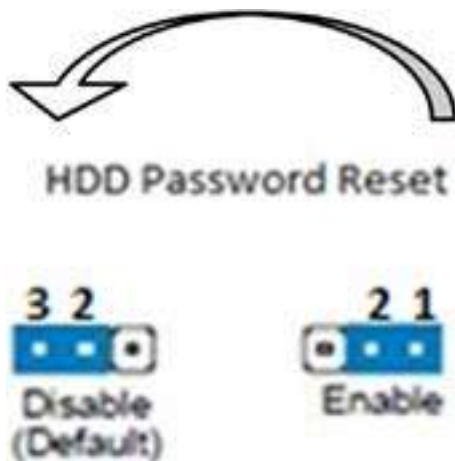 HDD Password Reset
3 2
2 1
Disable
(Default)
Enable